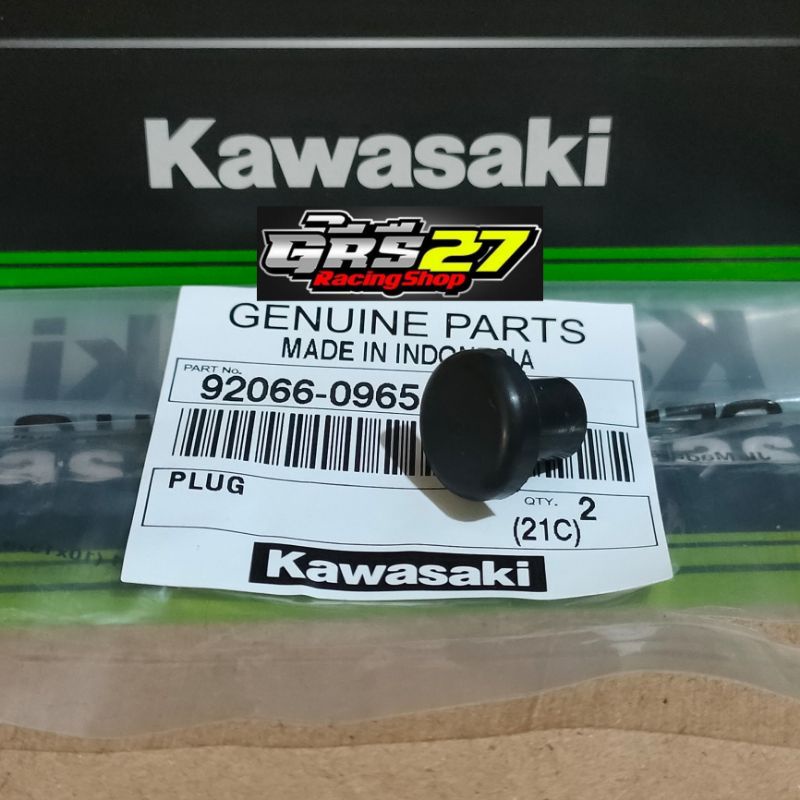 Kawasaki
GRS27
Racing Shop
GENUINE PARTS
MADE IN INDONESIA
PART No.
92066-0965
PLUG
QTY. 2
(21C)
Kawasaki